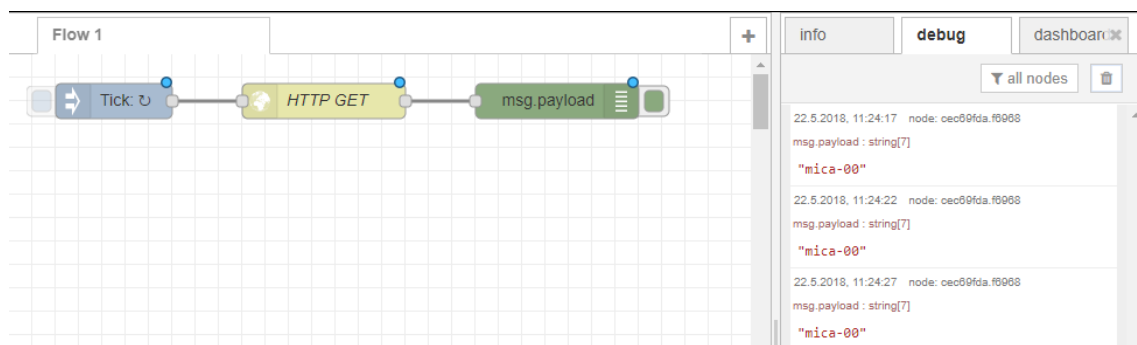 Flow 1
+
Tick: ↻
HTTP GET
msg.payload
info
debug
dashboard
all nodes
22.5.2018, 11:24:17 node: cec69fda.f6968
msg.payload : string[7]
"mica-00"
22.5.2018, 11:24:22 node: cec69fda.f6968
msg.payload : string[7]
"mica-00"
22.5.2018, 11:24:27 node: cec69fda.f6968
msg.payload : string[7]
"mica-00"